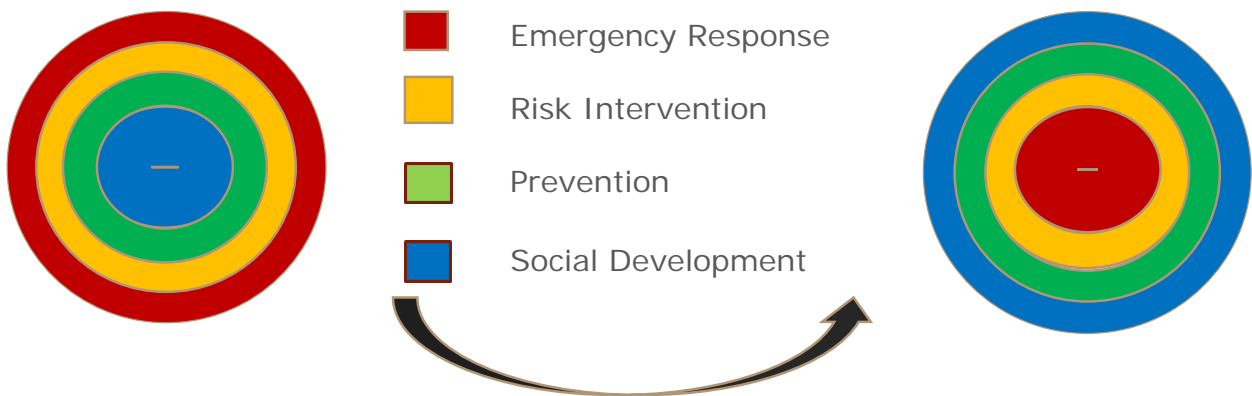 Emergency Response
Risk Intervention
Prevention
Social Development